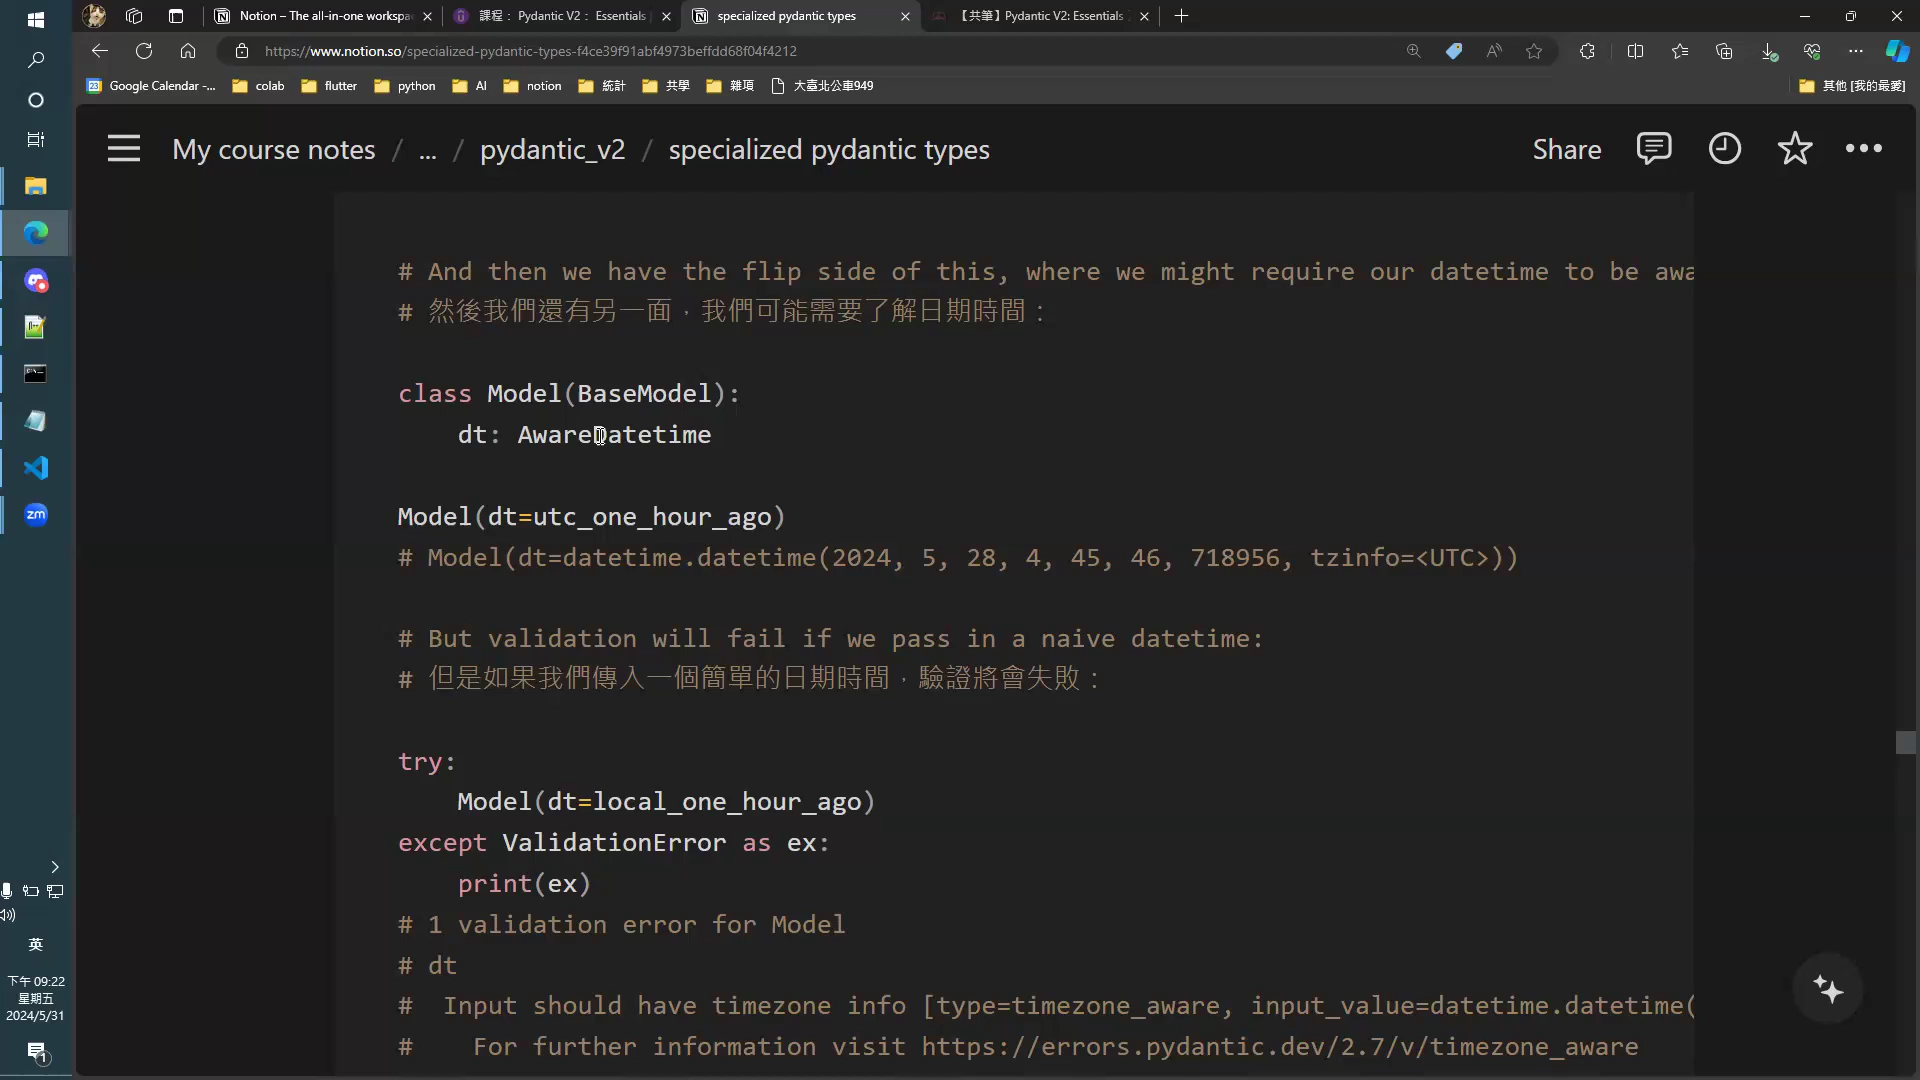 Notion – The all-in-one workspa
課程： Pydantic V2： Essentials
specialized pydantic types
【共筆】Pydantic V2: Essentials
https://www.notion.so/specialized-pydantic-types-f4ce39f91abf4973beffdd68f04f4212
Google Calendar -...
colab
flutter
python
AI
notion
統計
共學
雜項
大臺北公車949
其他 [我的最愛]
My course notes / ... / pydantic_v2 / specialized pydantic types
Share
# And then we have the flip side of this, where we might require our datetime to be awa
# 然後我們還有另一面，我們可能需要了解日期時間：
class Model(BaseModel):
    dt: AwareDatetime
Model(dt=utc_one_hour_ago)
# Model(dt=datetime.datetime(2024, 5, 28, 4, 45, 46, 718956, tzinfo=<UTC>))
# But validation will fail if we pass in a naive datetime:
# 但是如果我們傳入一個簡單的日期時間，驗證將會失敗：
try:
    Model(dt=local_one_hour_ago)
except ValidationError as ex:
    print(ex)
# 1 validation error for Model
# dt
#  Input should have timezone info [type=timezone_aware, input_value=datetime.datetime(
#    For further information visit https://errors.pydantic.dev/2.7/v/timezone_aware
zm
英
下午 09:22
星期五
2024/5/31
1